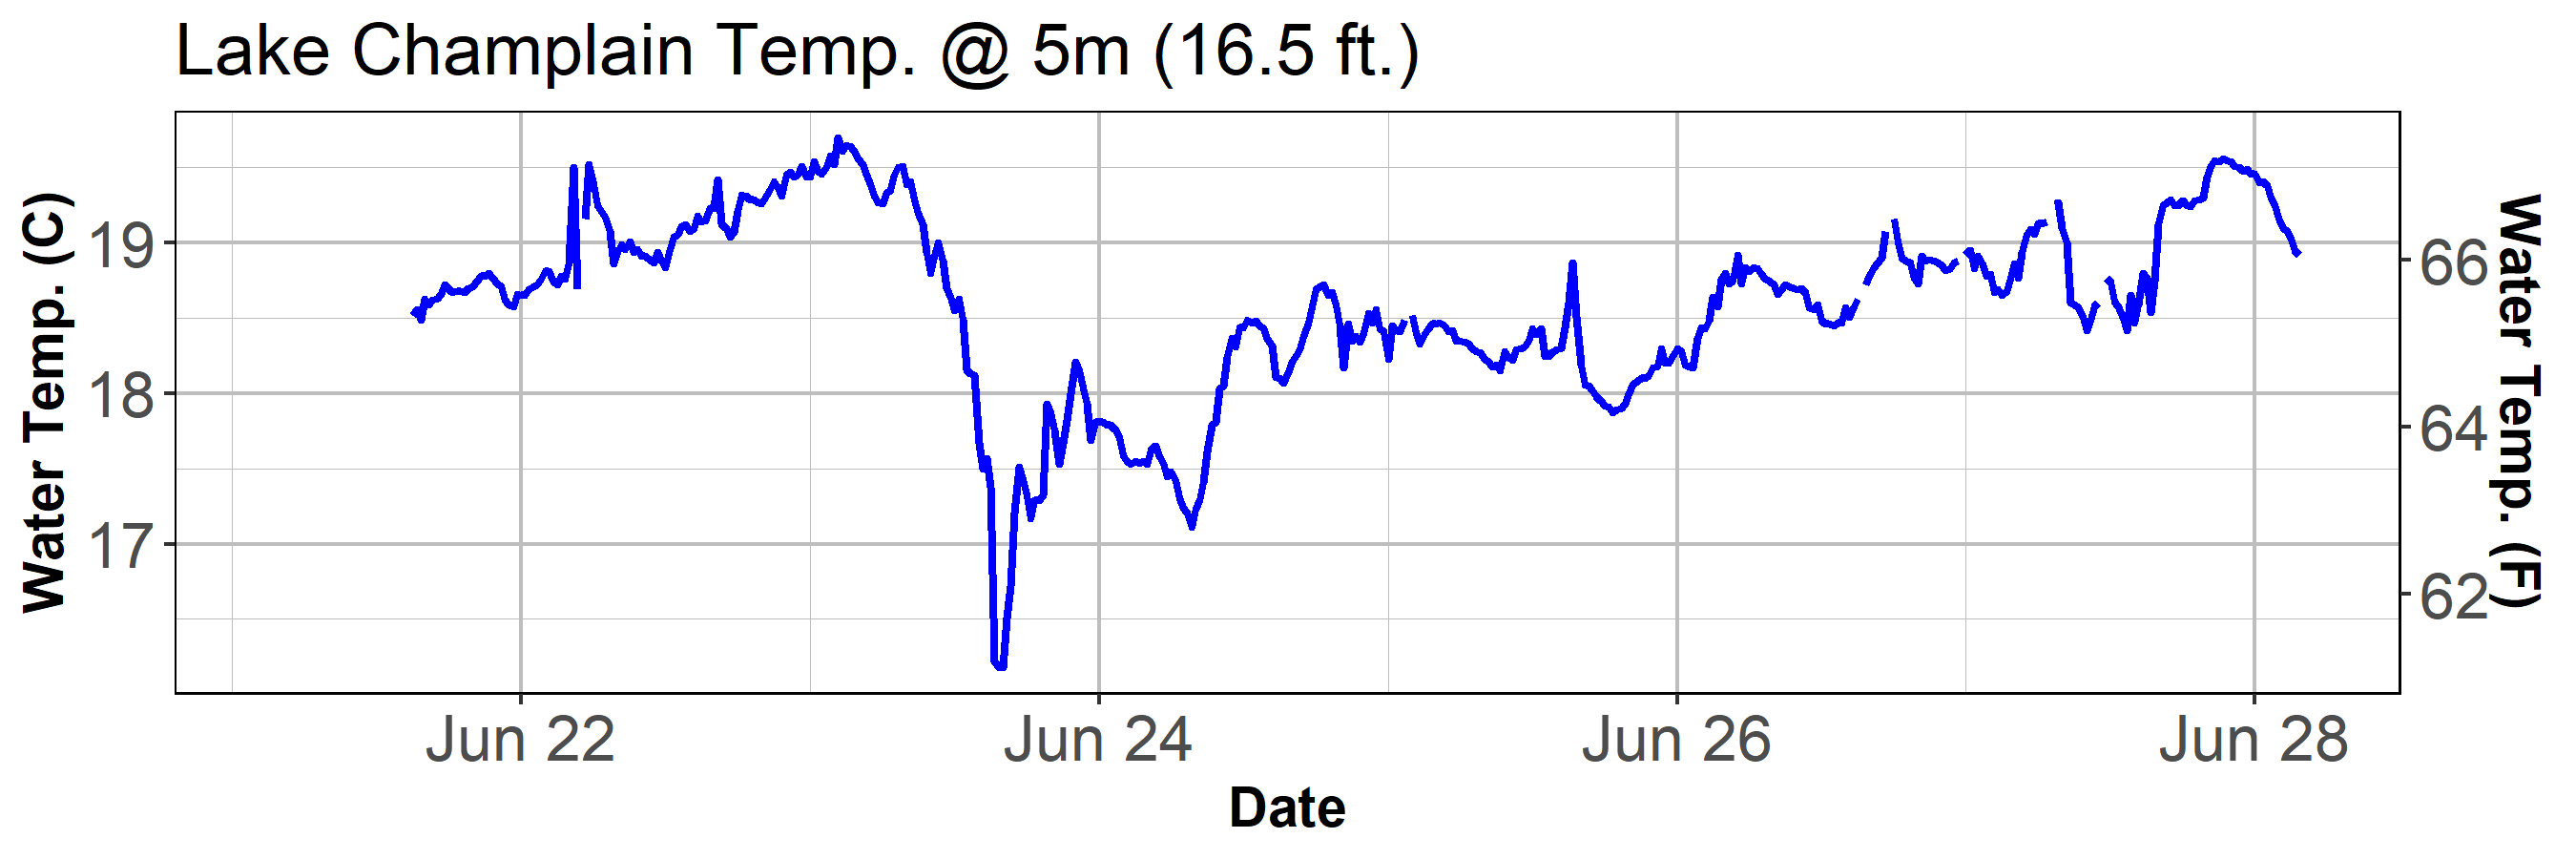 Lake Champlain Temp. @ 5m (16.5 ft.)
Water Temp. (C)
19
18
17
66
64
62
Water Temp. (F)
Jun 22 Jun 24 Jun 26 Jun 28
Date